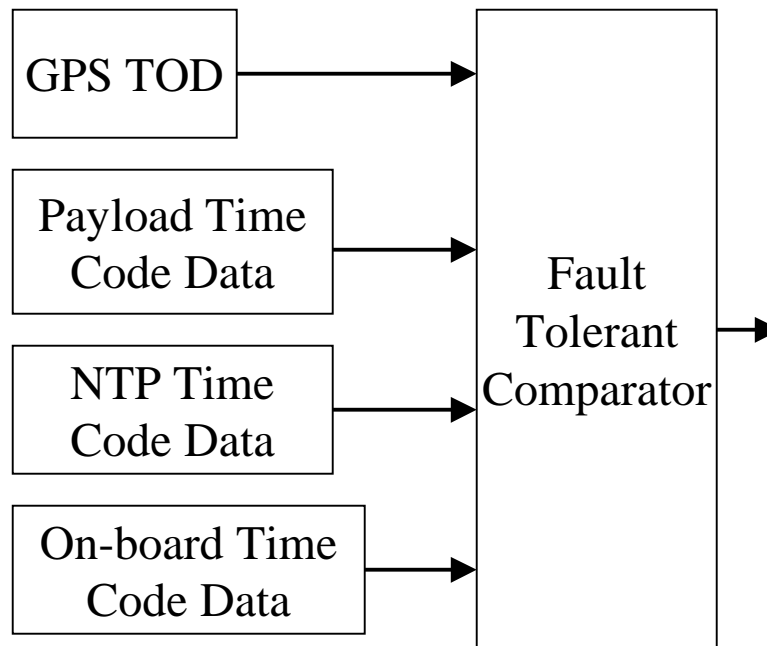 GPS TOD
Payload Time
Code Data
NTP Time
Code Data
On-board Time
Code Data
Fault
Tolerant
Comparator